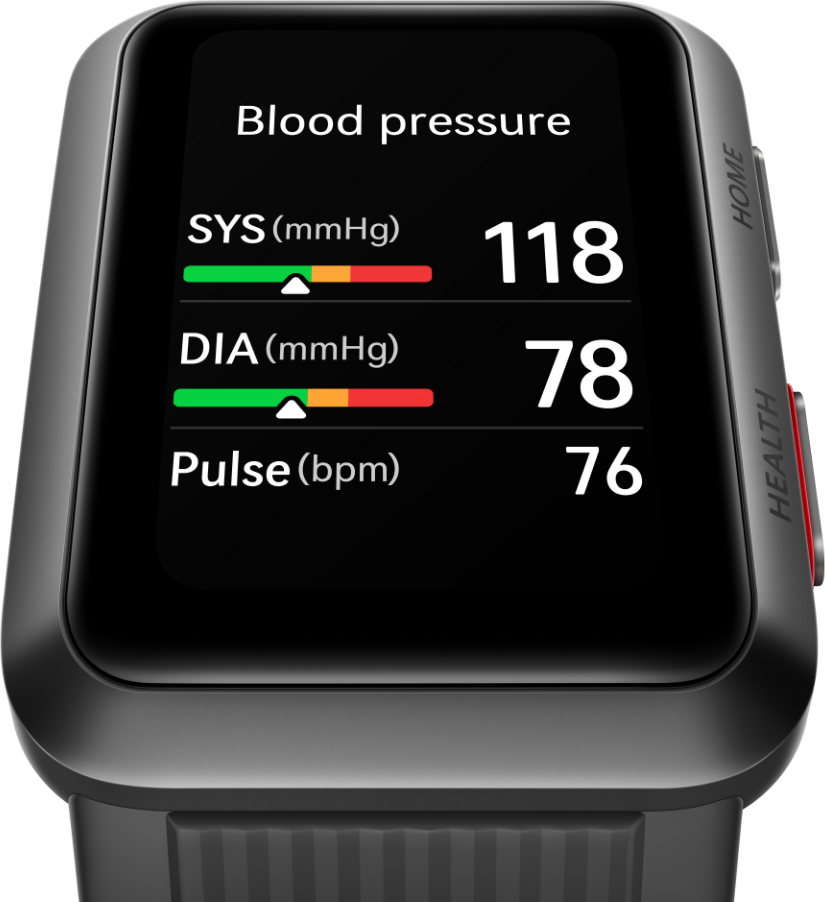 Blood pressure
SYS (mmHg) 118
DIA (mmHg) 78
Pulse (bpm) 76
HOME
HEALTH